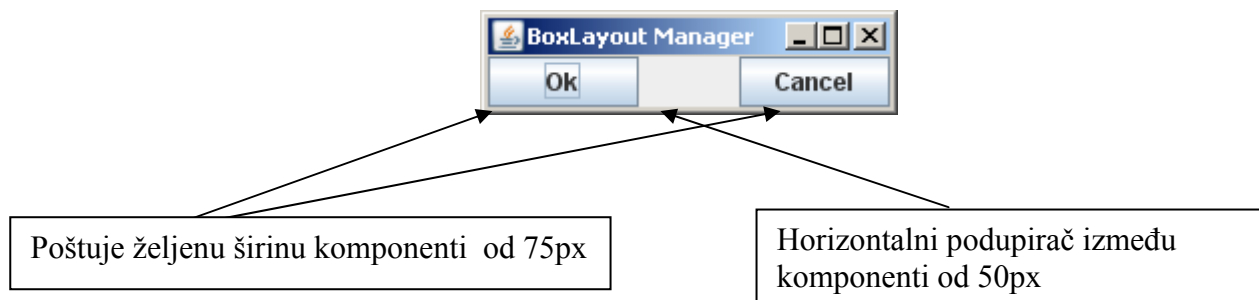 BoxLayout Manager
Ok Cancel
Poštuje željenu širinu komponenti od 75px
Horizontalni podupirač između
komponenti od 50px